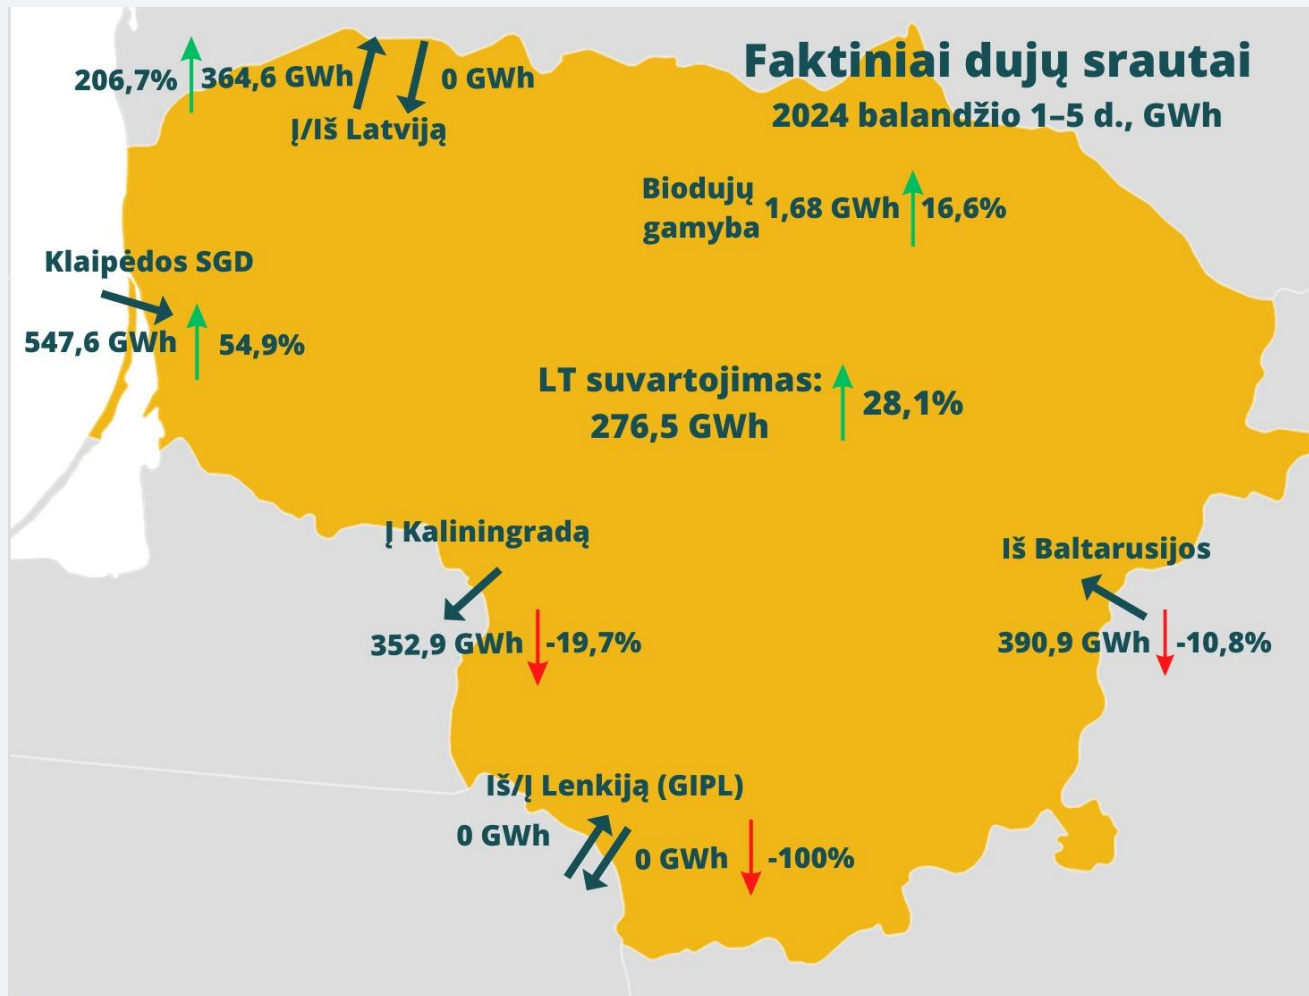 Faktiniai dujų srautai
2024 balandžio 1–5 d., GWh
206,7% 364,6 GWh 0 GWh
Į/Iš Latviją
Biodujų
gamyba
1,68 GWh 16,6%
Klaipėdos SGD
547,6 GWh 54,9%
LT suvartojimas:
276,5 GWh
28,1%
Į Kaliningradą
352,9 GWh -19,7%
Iš Baltarusijos
390,9 GWh -10,8%
Iš/Į Lenkiją (GIPL)
0 GWh
0 GWh -100%